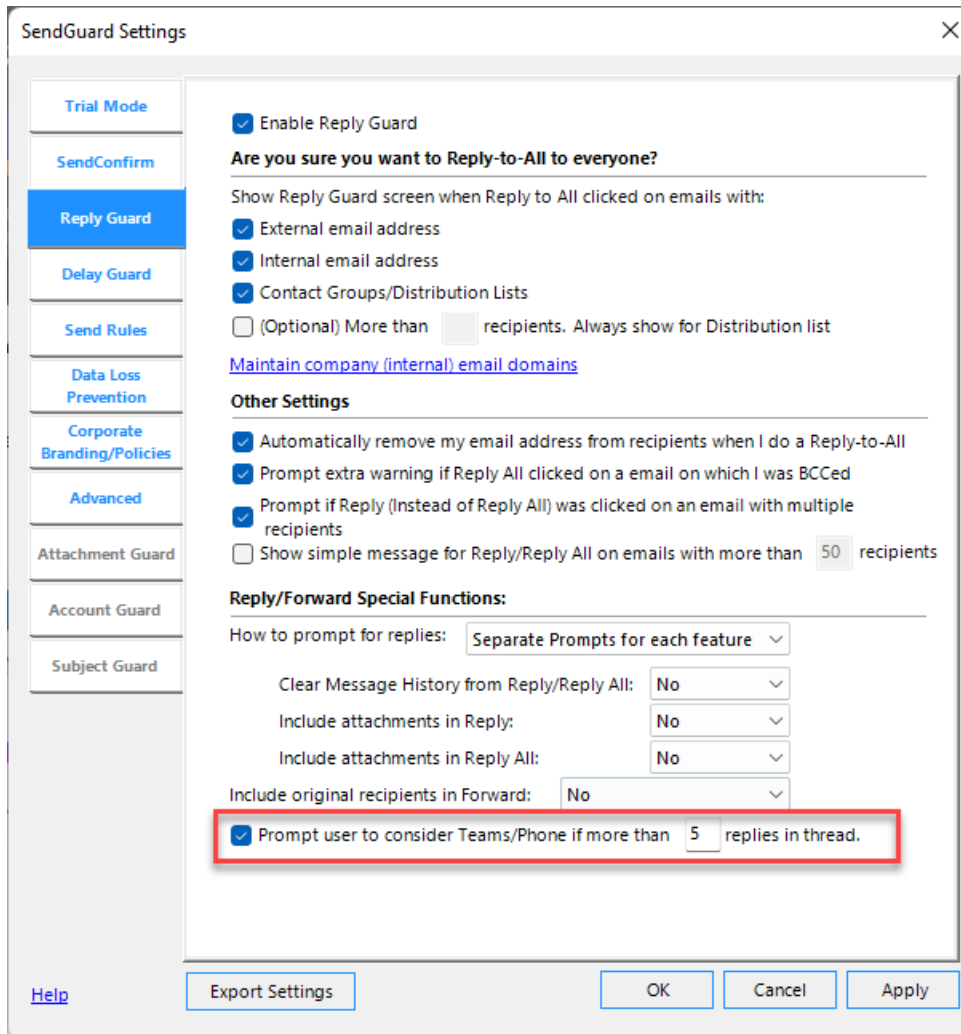 SendGuard Settings
Trial Mode
SendConfirm
Reply Guard
Delay Guard
Send Rules
Data Loss
Prevention
Corporate
Branding/Policies
Advanced
Attachment Guard
Account Guard
Subject Guard
Enable Reply Guard
Are you sure you want to Reply-to-All to everyone?
Show Reply Guard screen when Reply to All clicked on emails with:
External email address
Internal email address
Contact Groups/Distribution Lists
(Optional) More than recipients. Always show for Distribution list
Maintain company (internal) email domains
Other Settings
Automatically remove my email address from recipients when I do a Reply-to-All
Prompt extra warning if Reply All clicked on a email on which I was BCCed
Prompt if Reply (Instead of Reply All) was clicked on an email with multiple
recipients
Show simple message for Reply/Reply All on emails with more than 50 recipients
Reply/Forward Special Functions:
How to prompt for replies: Separate Prompts for each feature
Clear Message History from Reply/Reply All: No
Include attachments in Reply: No
Include attachments in Reply All: No
Include original recipients in Forward: No
Prompt user to consider Teams/Phone if more than 5 replies in thread.
Help
Export Settings
OK
Cancel
Apply